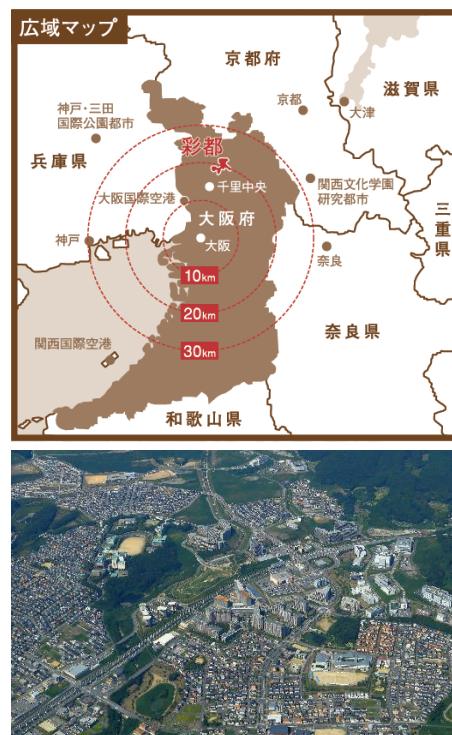 広域マップ
京都府
滋賀県
京都
大津
神戸・三田
国際公園都市
彩都
兵庫県
千里中央
関西文化学園
研究都市
大阪国際空港
三重県
大阪府
神戸
大阪
奈良
10km
20km
奈良県
関西国際空港
30km
和歌山県